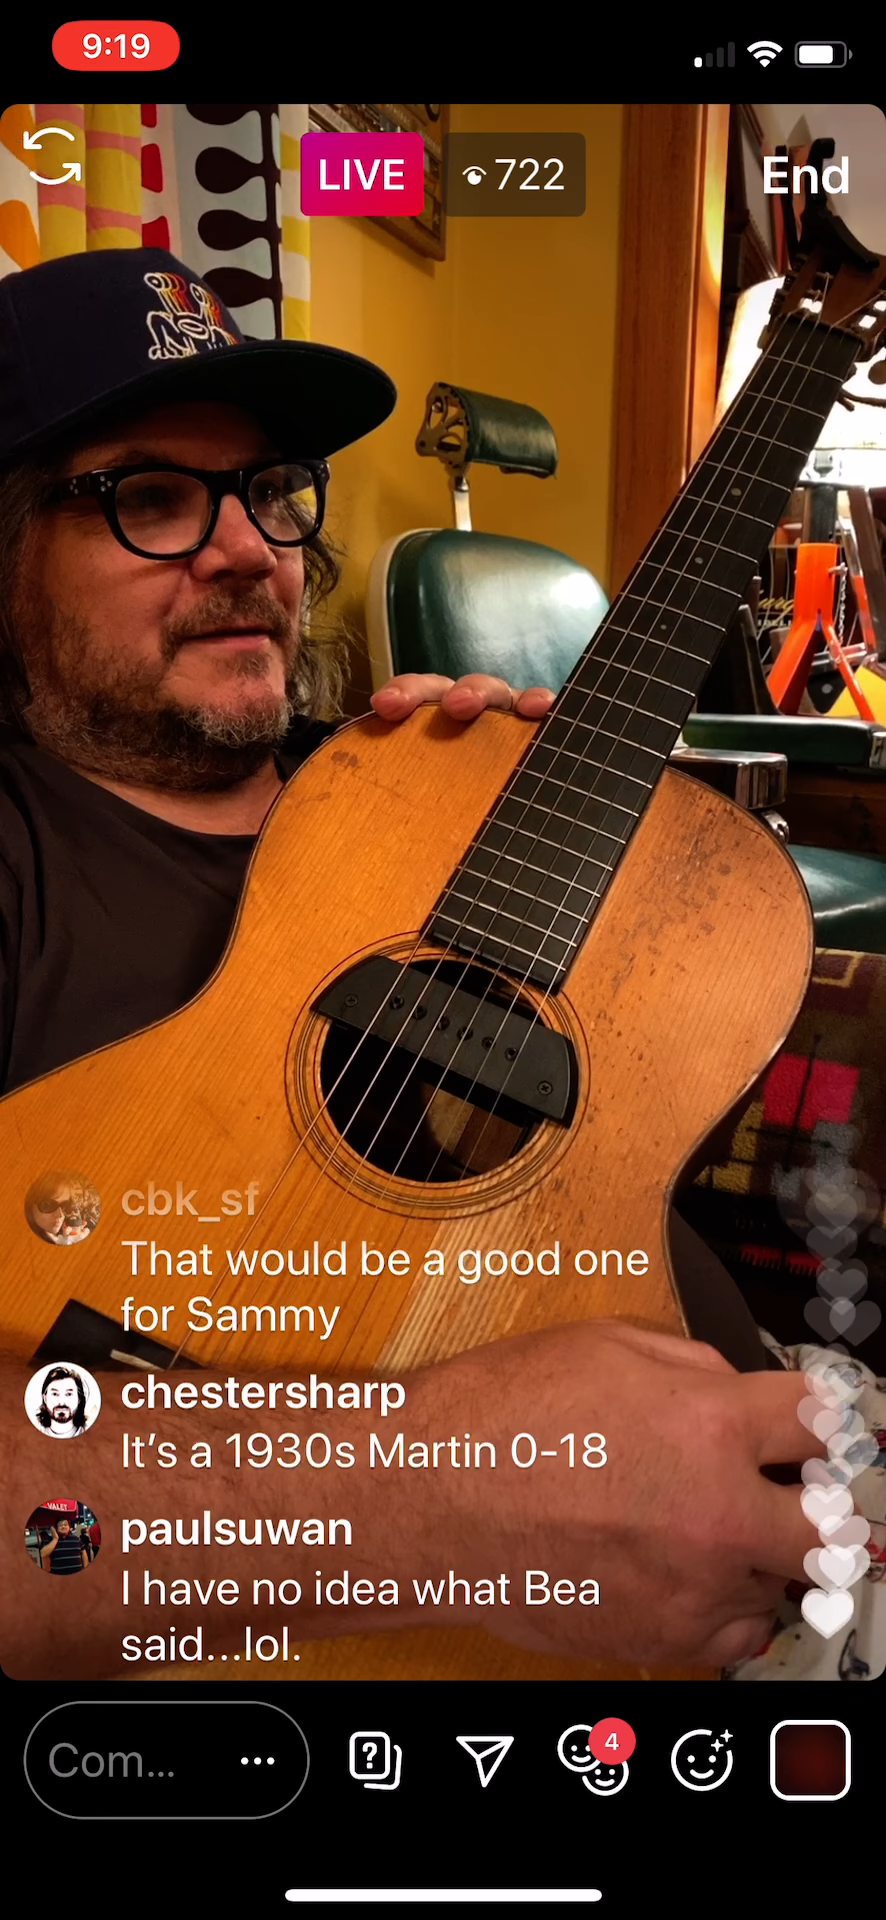 9:19
LIVE
722
End
cbk_sf
That would be a good one
for Sammy
chestersharp
It's a 1930s Martin 0-18
VALET
paulsuwan
I have no idea what Bea
said...lol.
Com...
?
4